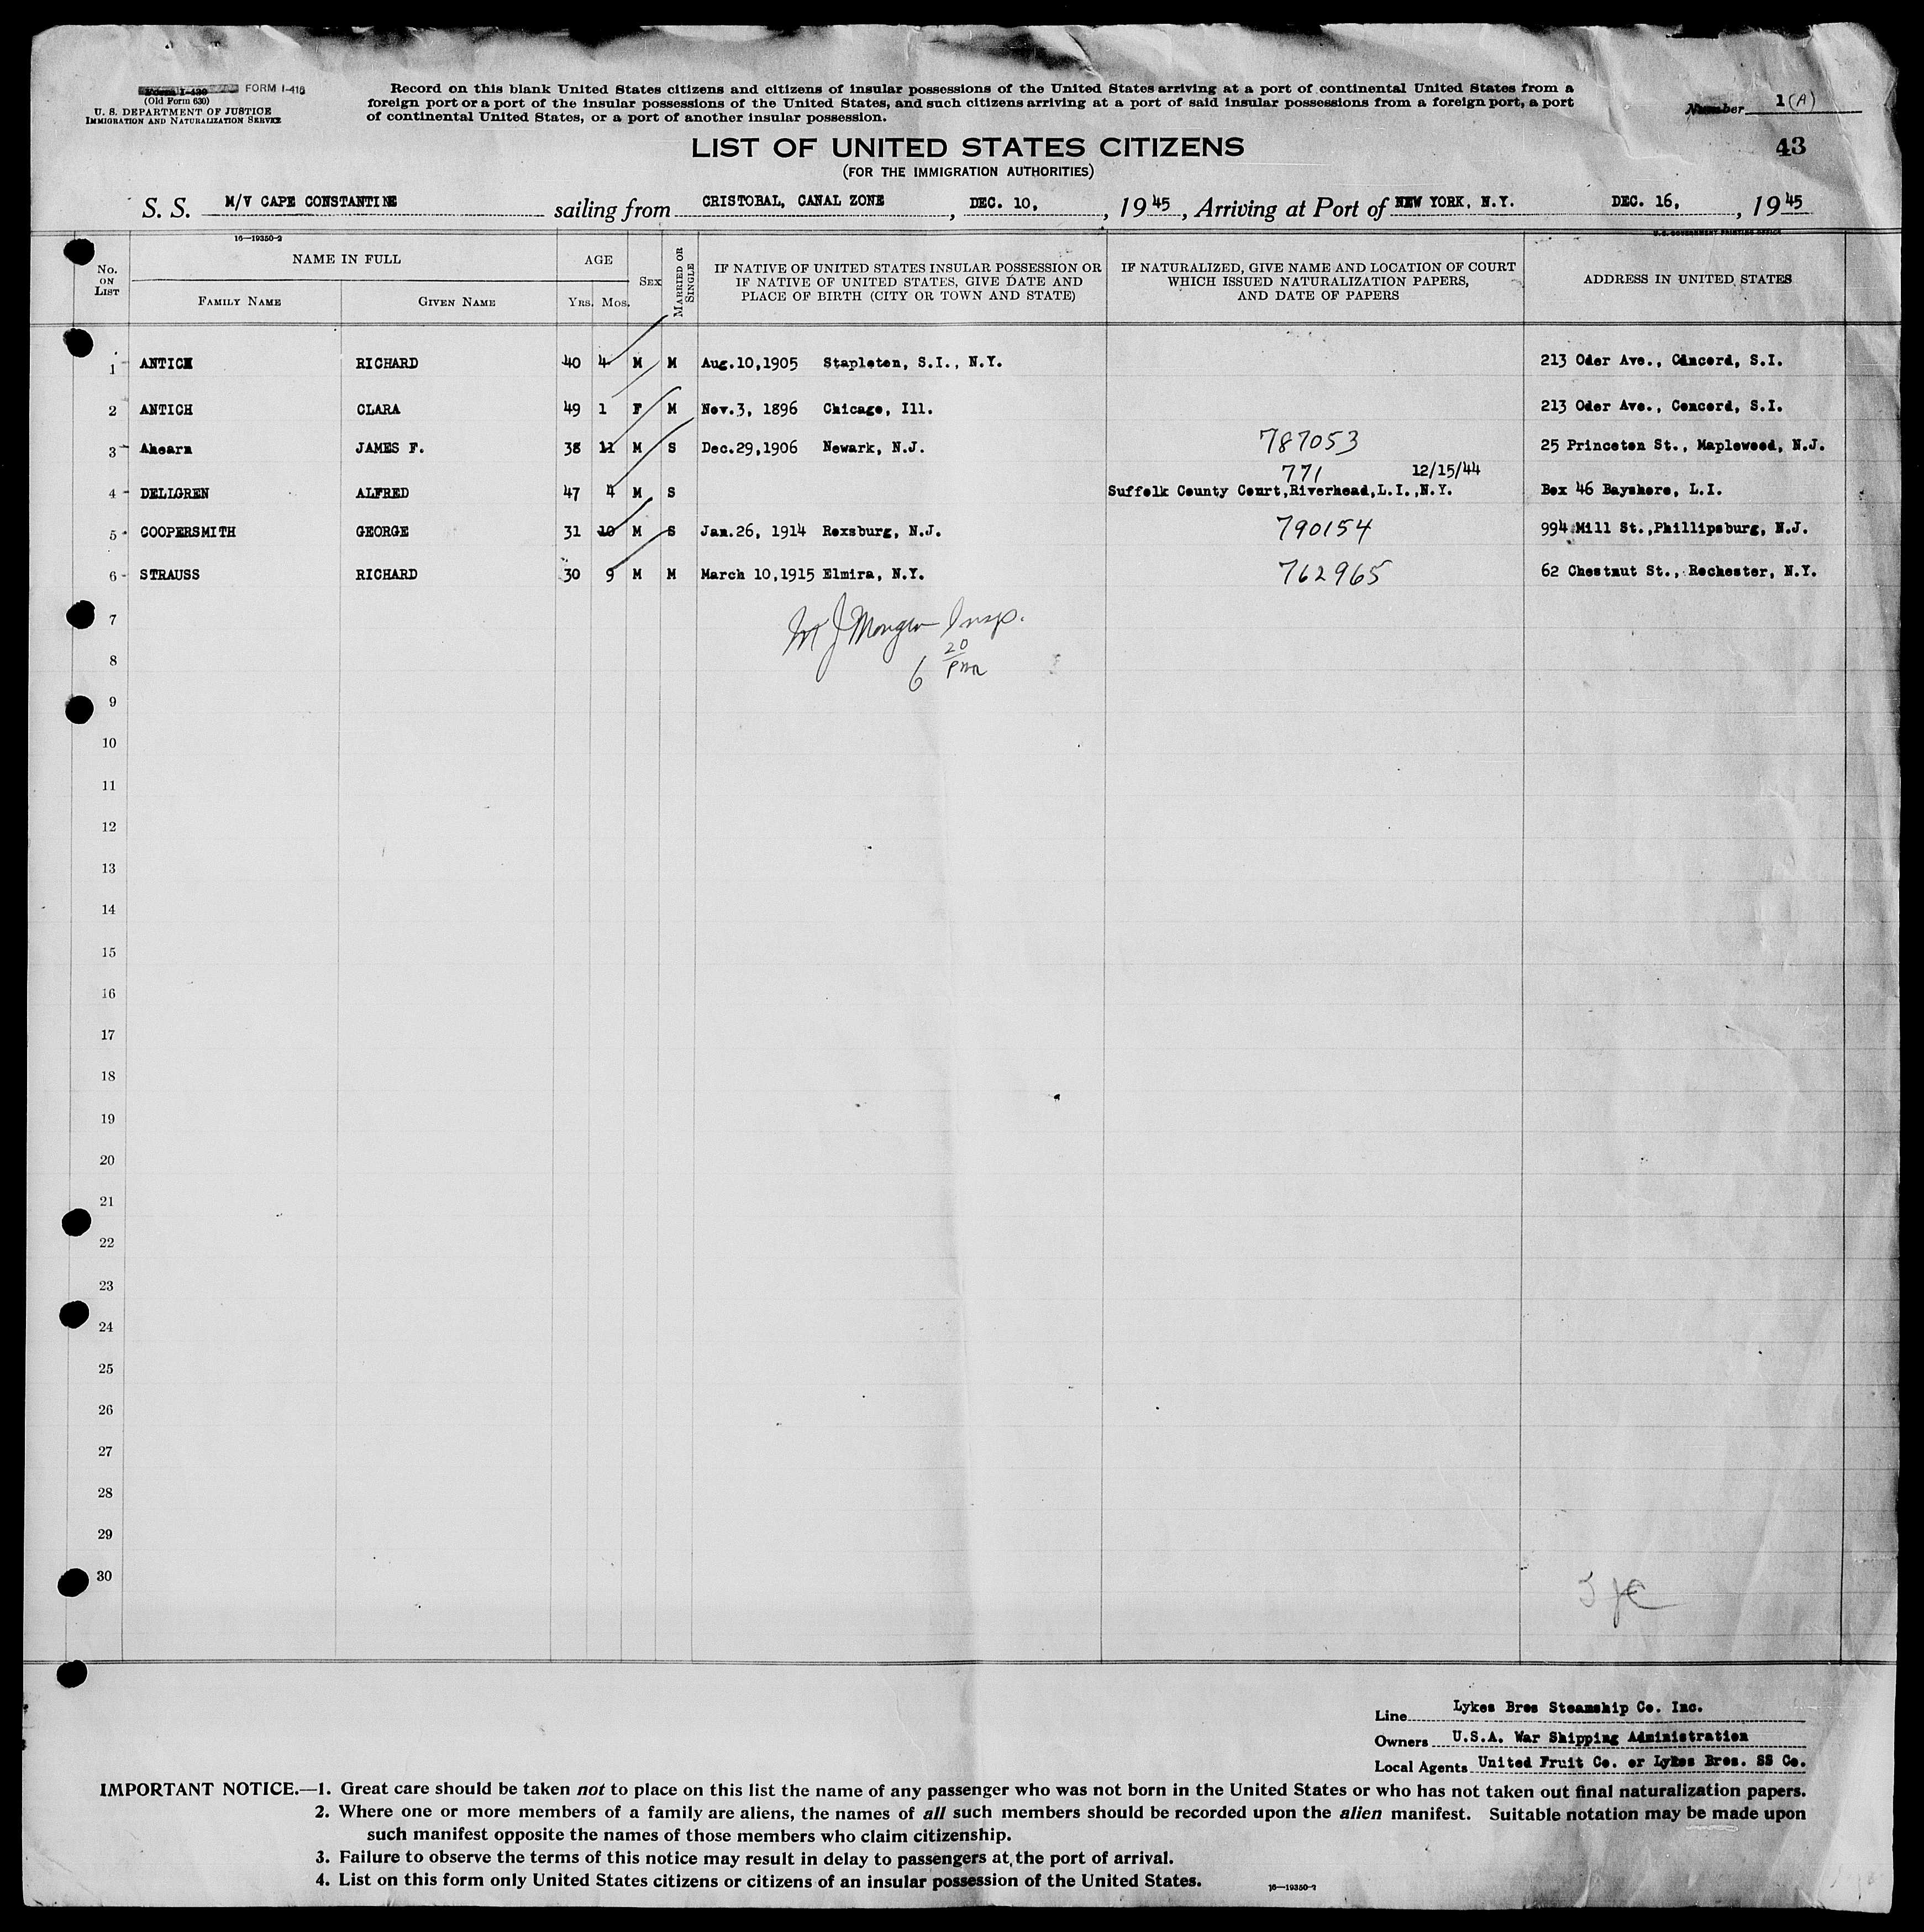 Form I-430 FORM I-415
(Old Form 630)
U. S. DEPARTMENT OF JUSTICE
IMMIGRATION AND NATURALIZATION SERVICE
Record on this blank United States citizens and citizens of insular possessions of the United States arriving at a port of continental United States from a
foreign port or a port of the insular possessions of the United States, and such citizens arriving at a port of said insular possessions from a foreign port, a port
of continental United States, or a port of another insular possession.
Number 1 (A)
43
LIST OF UNITED STATES CITIZENS
(FOR THE IMMIGRATION AUTHORITIES)
S. S. M/V CAPE CONSTANTINE sailing from CRISTOBAL, CANAL ZONE, DEC. 10, , 1945, Arriving at Port of NEW YORK, N.Y. DEC. 16, , 1945
16—19350-2 U.S. GOVERNMENT PRINTING OFFICE
No. ON LIST NAME IN FULL AGE SEX MARRIED OR SINGLE IF NATIVE OF UNITED STATES INSULAR POSSESSION OR IF NATIVE OF UNITED STATES, GIVE DATE AND PLACE OF BIRTH (CITY OR TOWN AND STATE) IF NATURALIZED, GIVE NAME AND LOCATION OF COURT WHICH ISSUED NATURALIZATION PAPERS, AND DATE OF PAPERS ADDRESS IN UNITED STATES
FAMILY NAME GIVEN NAME YRS. MOS.
1 ANTICH RICHARD 40 4 M M Aug.10,1905 Stapleton, S.I., N.Y. 213 Oder Ave., Concord, S.I.
2 ANTICH CLARA 49 1 F M Nov.3, 1896 Chicago, Ill. 213 Oder Ave., Concord, S.I.
3 Ahearn JAMES F. 38 11 M S Dec.29,1906 Newark, N.J. 787053 25 Princeton St., Maplewood, N.J.
771 12/15/44
4 DELLGREN ALFRED 47 4 M S Suffolk County Court,Riverhead,L.I.,N.Y. Box 46 Bayshore, L.I.
5 COOPERSMITH GEORGE 31 10 M S Jan.26, 1914 Roxsburg, N.J. 790154 994 Mill St.,Phillipsburg, N.J.
6 STRAUSS RICHARD 30 9 M M March 10,1915 Elmira, N.Y. 762965 62 Chestnut St., Rochester, N.Y.
7
Insp.
8
6 20 PM
9
10
11
12
13
14
15
16
17
18
19
20
21
22
23
24
25
26
27
28
29
30
Line Lykes Bros Steamship Co. Inc.
Owners U.S.A. War Shipping Administration
Local Agents United Fruit Co. or Lykes Bros. SS Co.
IMPORTANT NOTICE.—1. Great care should be taken not to place on this list the name of any passenger who was not born in the United States or who has not taken out final naturalization papers.
2. Where one or more members of a family are aliens, the names of all such members should be recorded upon the alien manifest. Suitable notation may be made upon
such manifest opposite the names of those members who claim citizenship.
3. Failure to observe the terms of this notice may result in delay to passengers at the port of arrival.
4. List on this form only United States citizens or citizens of an insular possession of the United States.
16—19350-2